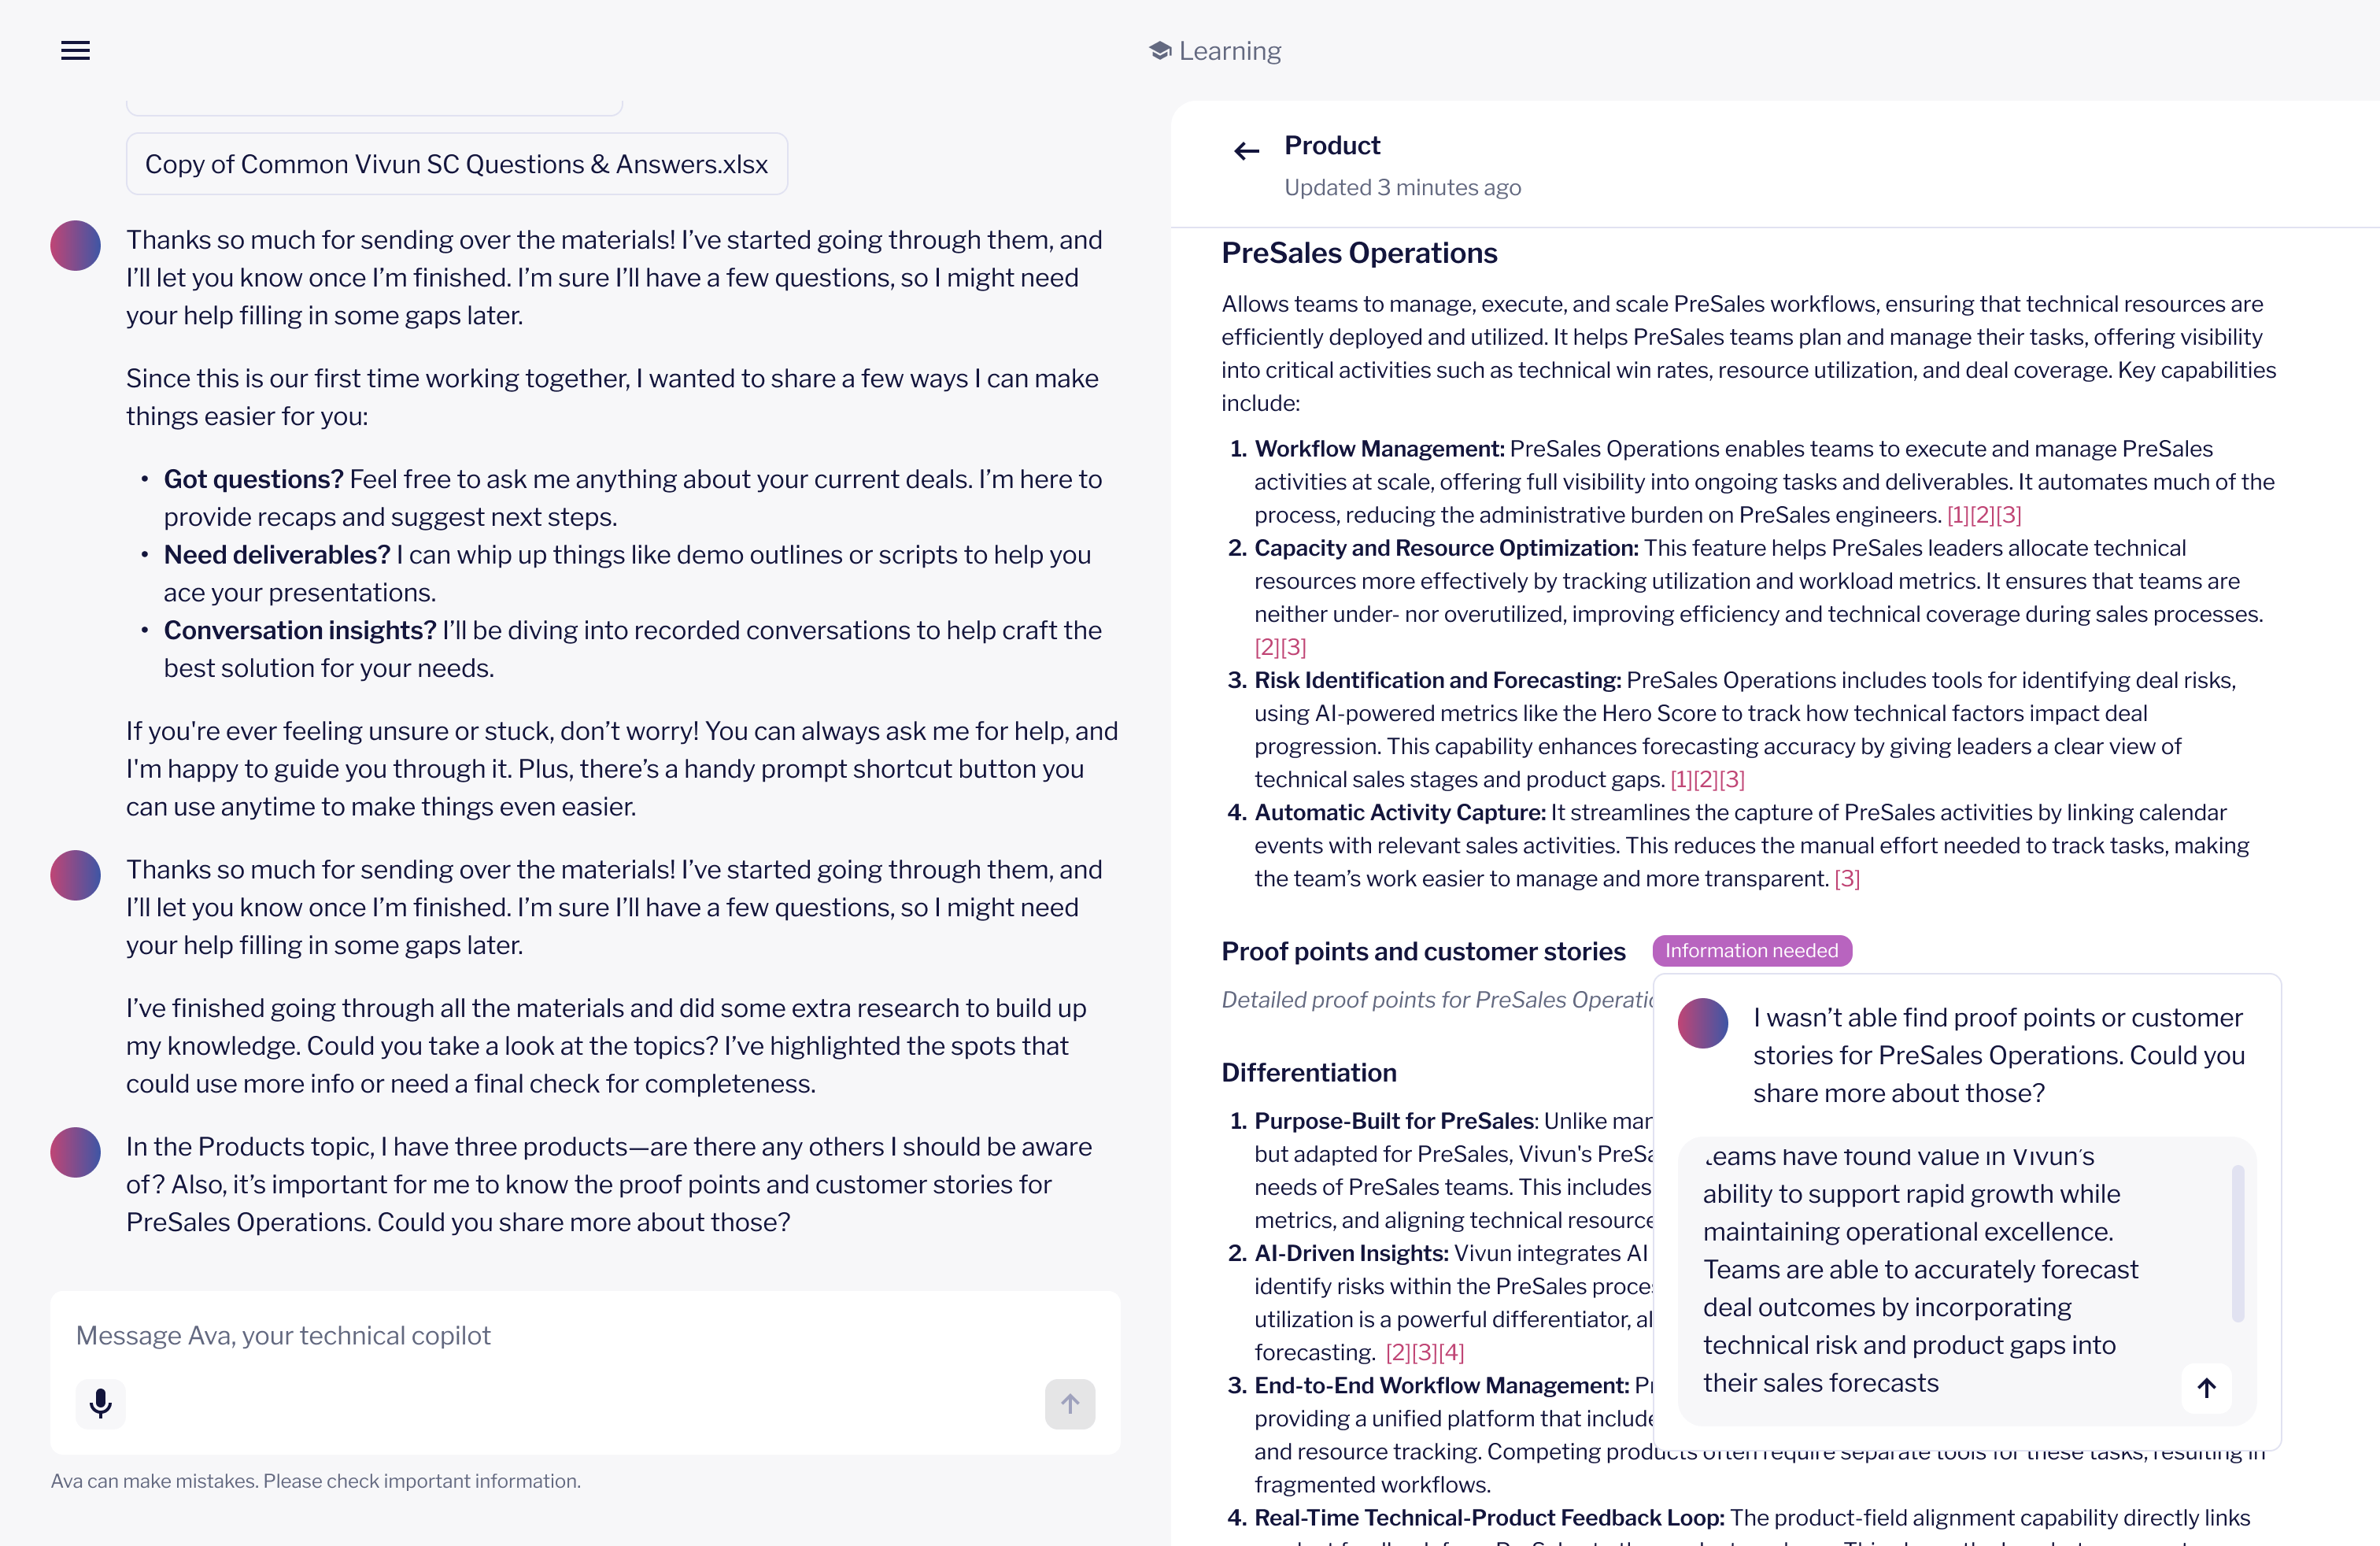 Learning
Copy of Common Vivun SC Questions & Answers.xlsx
Thanks so much for sending over the materials! I’ve started going through them, and
I’ll let you know once I’m finished. I’m sure I’ll have a few questions, so I might need
your help filling in some gaps later.
Since this is our first time working together, I wanted to share a few ways I can make
things easier for you:
• Got questions? Feel free to ask me anything about your current deals. I’m here to
provide recaps and suggest next steps.
• Need deliverables? I can whip up things like demo outlines or scripts to help you
ace your presentations.
• Conversation insights? I’ll be diving into recorded conversations to help craft the
best solution for your needs.
If you're ever feeling unsure or stuck, don’t worry! You can always ask me for help, and
I'm happy to guide you through it. Plus, there’s a handy prompt shortcut button you
can use anytime to make things even easier.
Thanks so much for sending over the materials! I’ve started going through them, and
I’ll let you know once I’m finished. I’m sure I’ll have a few questions, so I might need
your help filling in some gaps later.
I’ve finished going through all the materials and did some extra research to build up
my knowledge. Could you take a look at the topics? I’ve highlighted the spots that
could use more info or need a final check for completeness.
In the Products topic, I have three products—are there any others I should be aware
of? Also, it’s important for me to know the proof points and customer stories for
PreSales Operations. Could you share more about those?
Message Ava, your technical copilot
Ava can make mistakes. Please check important information.
Product
Updated 3 minutes ago
PreSales Operations
Allows teams to manage, execute, and scale PreSales workflows, ensuring that technical resources are
efficiently deployed and utilized. It helps PreSales teams plan and manage their tasks, offering visibility
into critical activities such as technical win rates, resource utilization, and deal coverage. Key capabilities
include:
1. Workflow Management: PreSales Operations enables teams to execute and manage PreSales
activities at scale, offering full visibility into ongoing tasks and deliverables. It automates much of the
process, reducing the administrative burden on PreSales engineers. [1][2][3]
2. Capacity and Resource Optimization: This feature helps PreSales leaders allocate technical
resources more effectively by tracking utilization and workload metrics. It ensures that teams are
neither under- nor overutilized, improving efficiency and technical coverage during sales processes.
[2][3]
3. Risk Identification and Forecasting: PreSales Operations includes tools for identifying deal risks,
using AI-powered metrics like the Hero Score to track how technical factors impact deal
progression. This capability enhances forecasting accuracy by giving leaders a clear view of
technical sales stages and product gaps. [1][2][3]
4. Automatic Activity Capture: It streamlines the capture of PreSales activities by linking calendar
events with relevant sales activities. This reduces the manual effort needed to track tasks, making
the team’s work easier to manage and more transparent. [3]
Proof points and customer stories Information needed
Detailed proof points for PreSales
Differentiation
1. Purpose-Built for PreSales: Unlike
but adapted for PreSales, Vivun's
needs of PreSales teams. This includes
metrics, and aligning technical
2. AI-Driven Insights: Vivun integrates AI
identify risks within the PreSales
utilization is a powerful differentiator,
forecasting. [2][3][4]
3. End-to-End Workflow Management:
providing a unified platform that
and resource tracking. Competing products often require separate tools for these tasks, resulting in
fragmented workflows.
4. Real-Time Technical-Product Feedback Loop: The product-field alignment capability directly links
I wasn’t able find proof points or customer
stories for PreSales Operations. Could you
share more about those?
teams have found value in Vivun’s
ability to support rapid growth while
maintaining operational excellence.
Teams are able to accurately forecast
deal outcomes by incorporating
technical risk and product gaps into
their sales forecasts